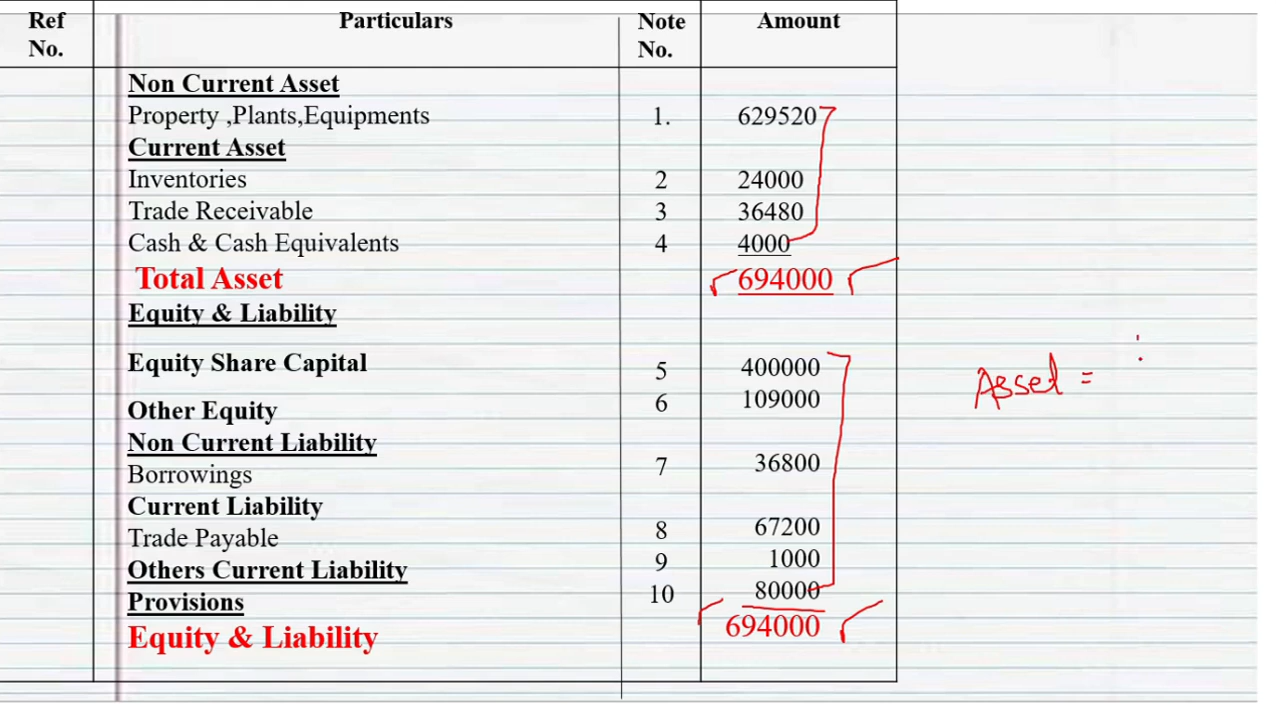 Ref No. Particulars Note No. Amount
Non Current Asset
Property ,Plants,Equipments 1. 629520
Current Asset
Inventories 2 24000
Trade Receivable 3 36480
Cash & Cash Equivalents 4 4000
Total Asset 694000
Equity & Liability
Equity Share Capital 5 400000
Other Equity 6 109000
Non Current Liability
Borrowings 7 36800
Current Liability
Trade Payable 8 67200
Others Current Liability 9 1000
Provisions 10 80000
Equity & Liability 694000
Assed =